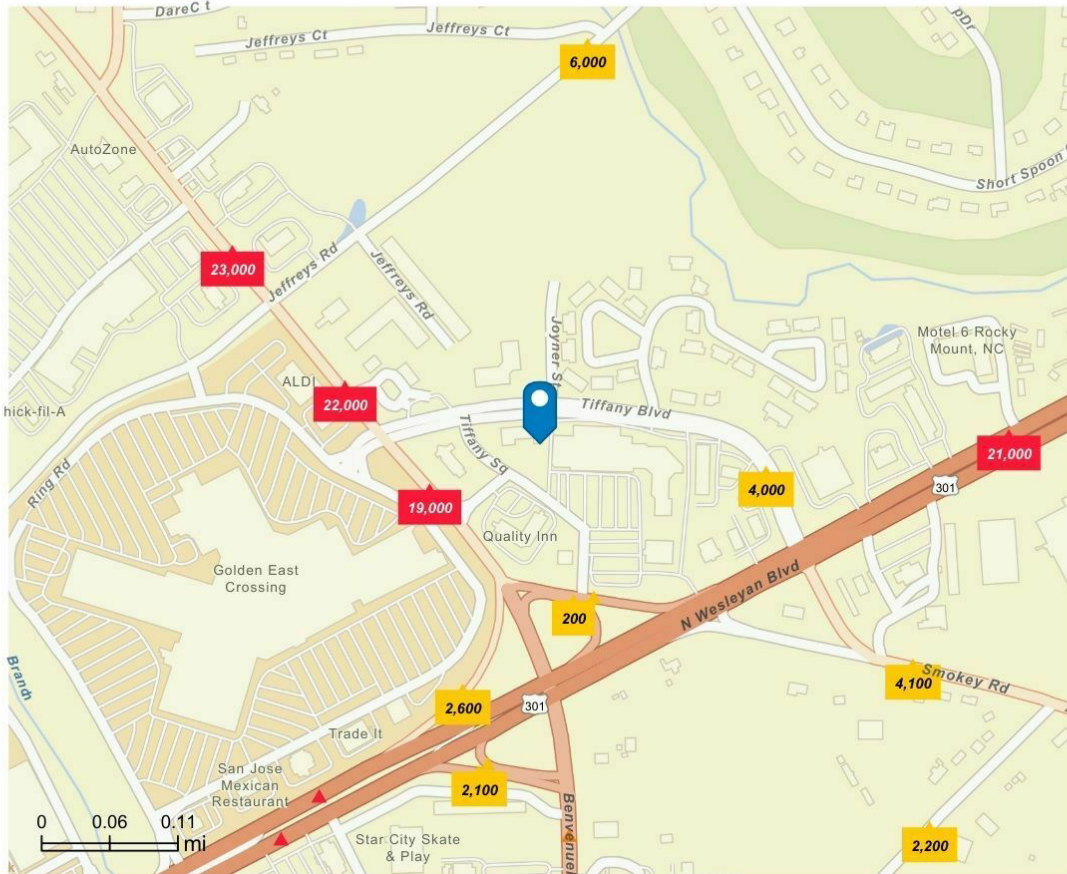 DareC t
Jeffreys Ct
Jeffreys Ct
6,000
pDr
AutoZone
Short Spoon
23,000
Jeffreys Rd
Jeffreys Rd
Joyner St
Motel 6 Rocky
Mount, NC
ALDI
hick-fil-A
22,000
Tiffany Blvd
Tiffany Sq
21,000
Ring Rd
4,000
301
19,000
Quality Inn
Golden East
Crossing
N Wesleyan Blvd
200
Branch
Smokey Rd
4,100
2,600
301
Trade It
San Jose
Mexican
Restaurant
2,100
Benvenue
0 0.06 0.11
mi
Star City Skate
& Play
2,200